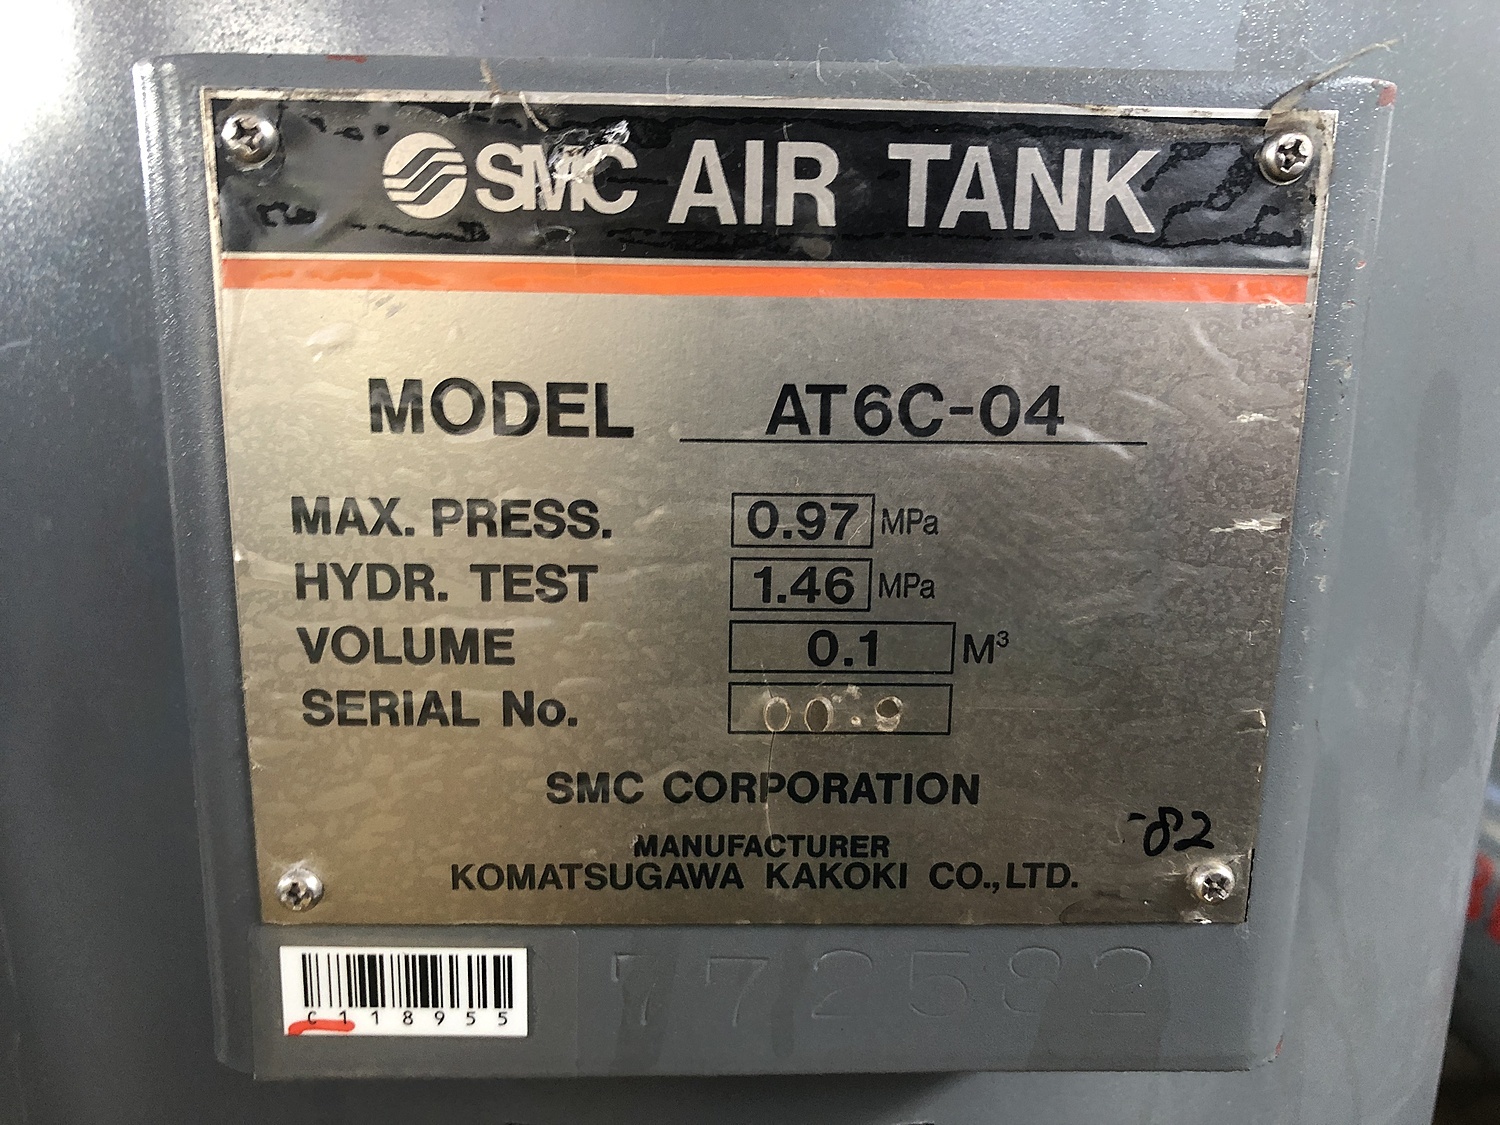 SMC AIR TANK
MODEL AT6C-04
MAX. PRESS. 0.97 MPa
HYDR. TEST 1.46 MPa
VOLUME 0.1 M³
SERIAL No.
SMC CORPORATION
MANUFACTURER
KOMATSUGAWA KAKOKI CO., LTD.
-82
C118955
772582